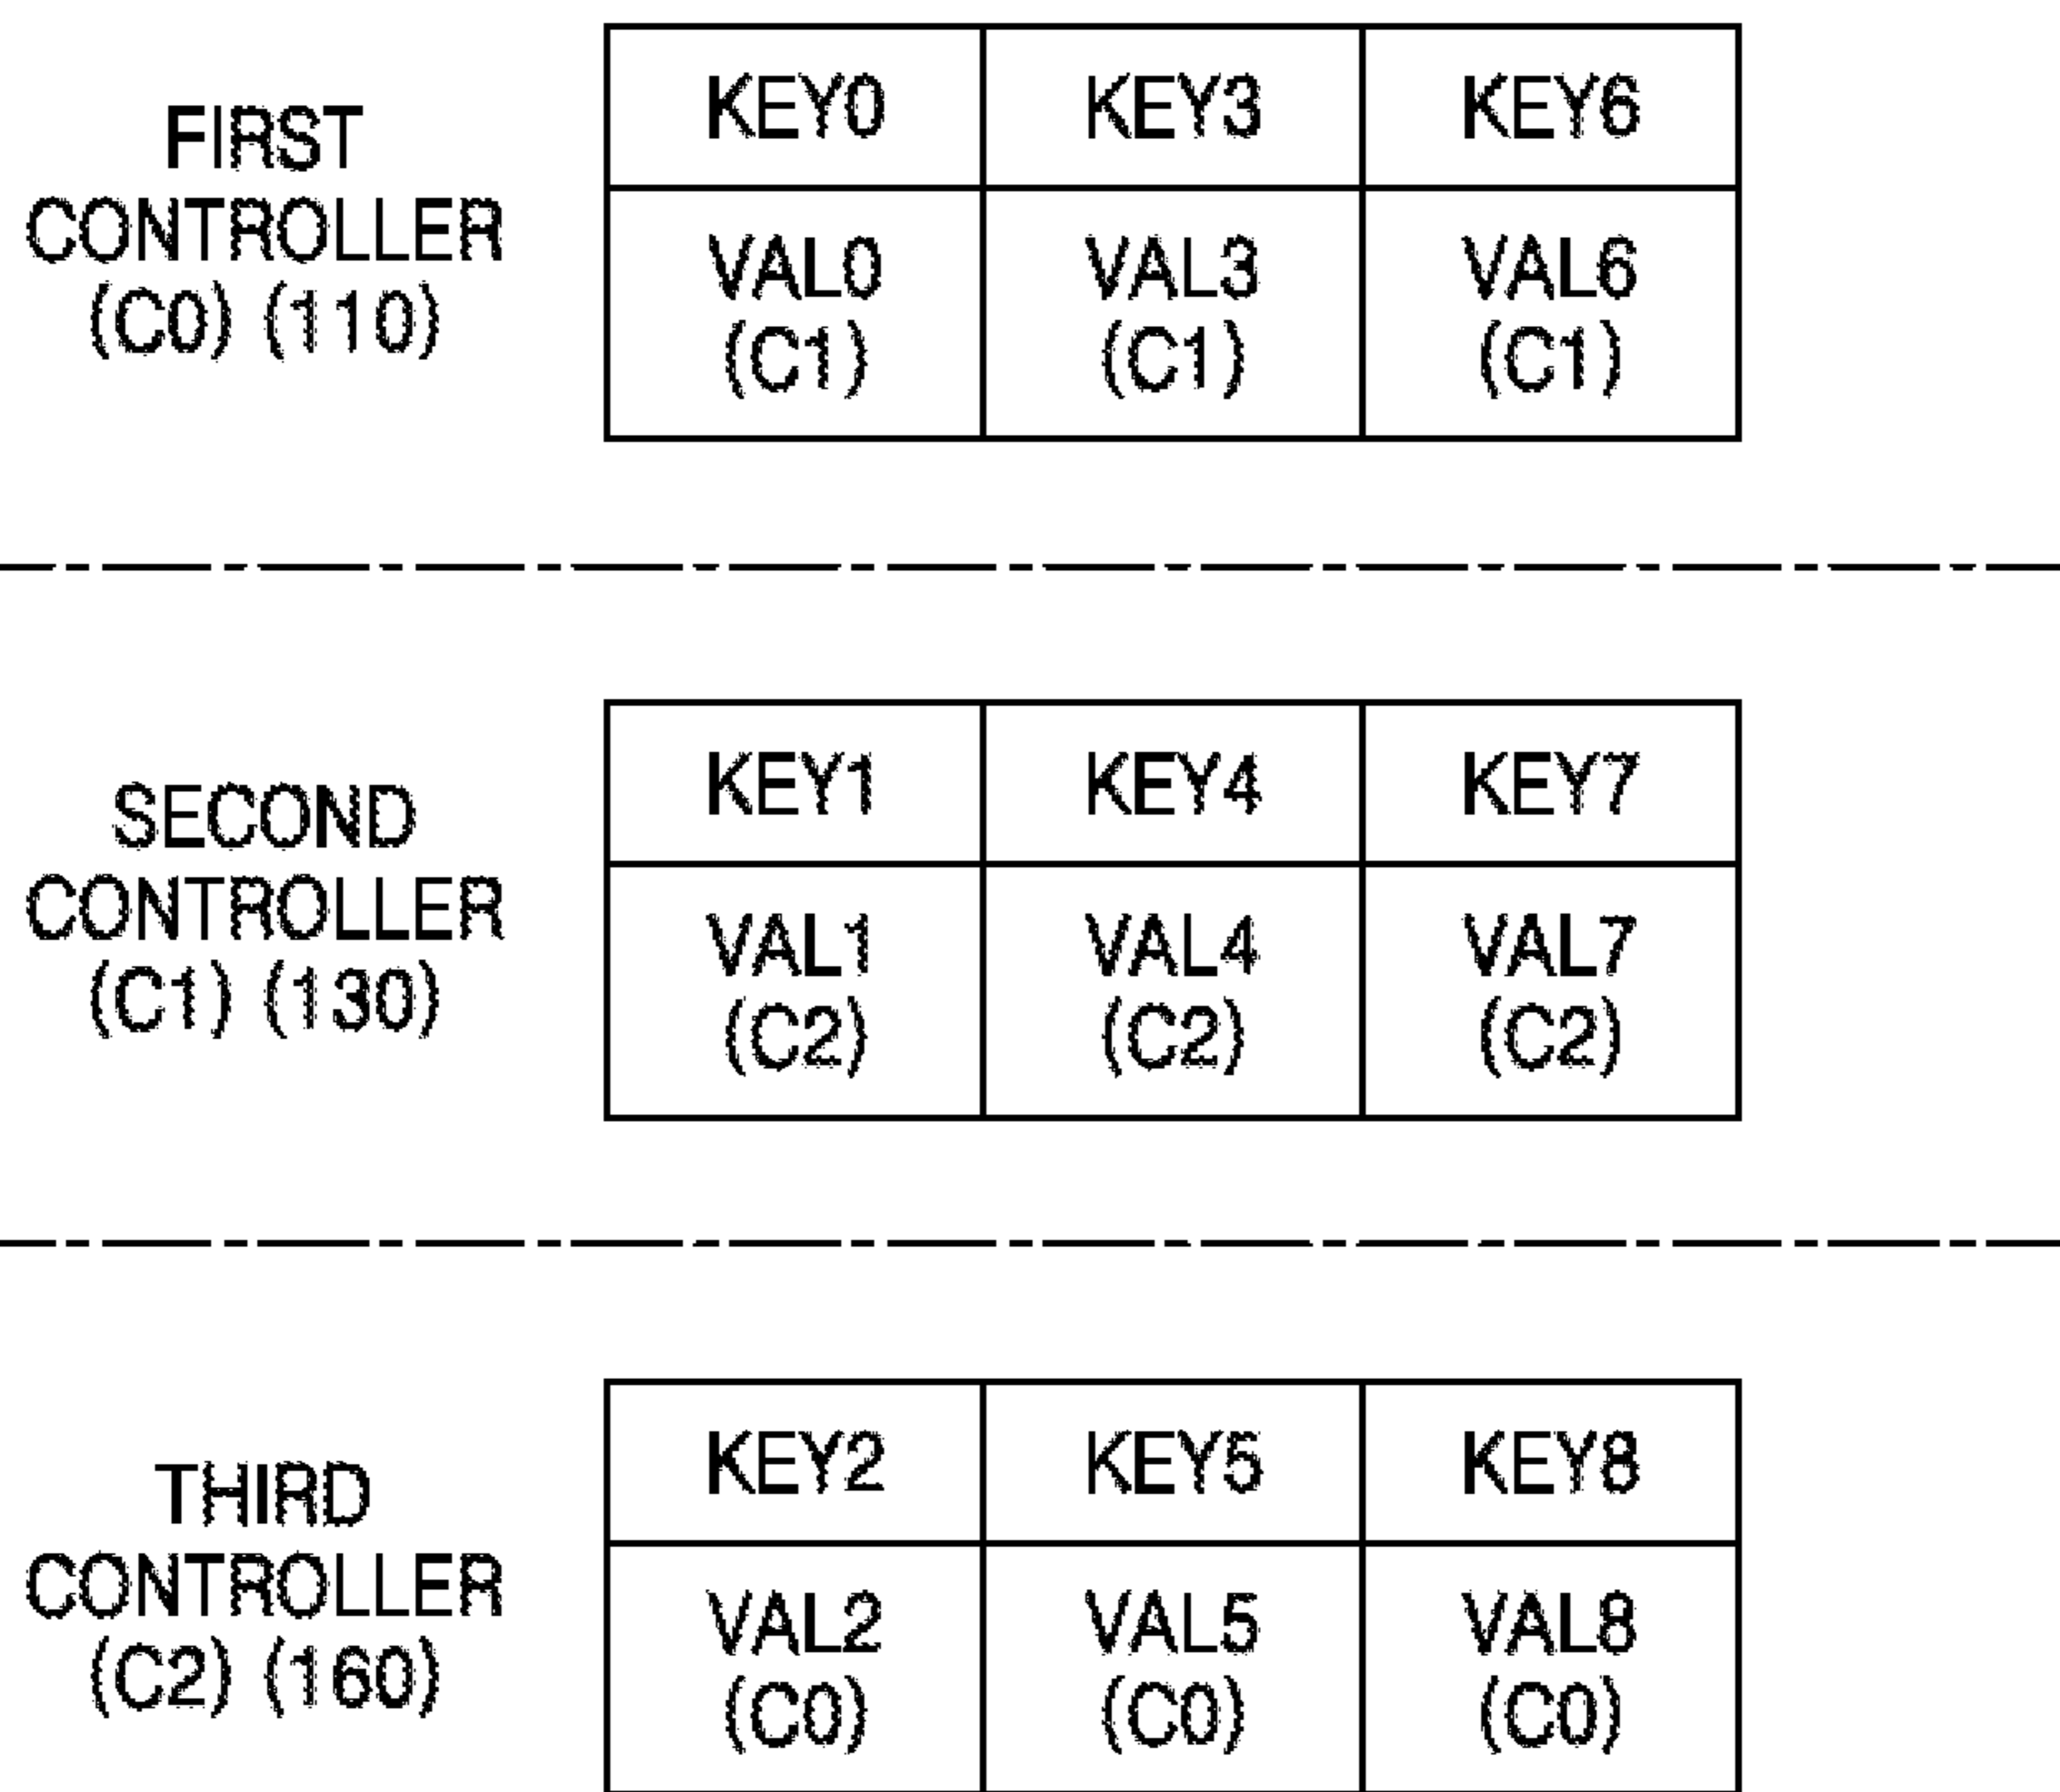 FIRST
CONTROLLER
(C0) (110)
KEY0 KEY3 KEY6
VAL0 VAL3 VAL6
(C1) (C1) (C1)
SECOND
CONTROLLER
(C1) (130)
KEY1 KEY4 KEY7
VAL1 VAL4 VAL7
(C2) (C2) (C2)
THIRD
CONTROLLER
(C2) (160)
KEY2 KEY5 KEY8
VAL2 VAL5 VAL8
(C0) (C0) (C0)